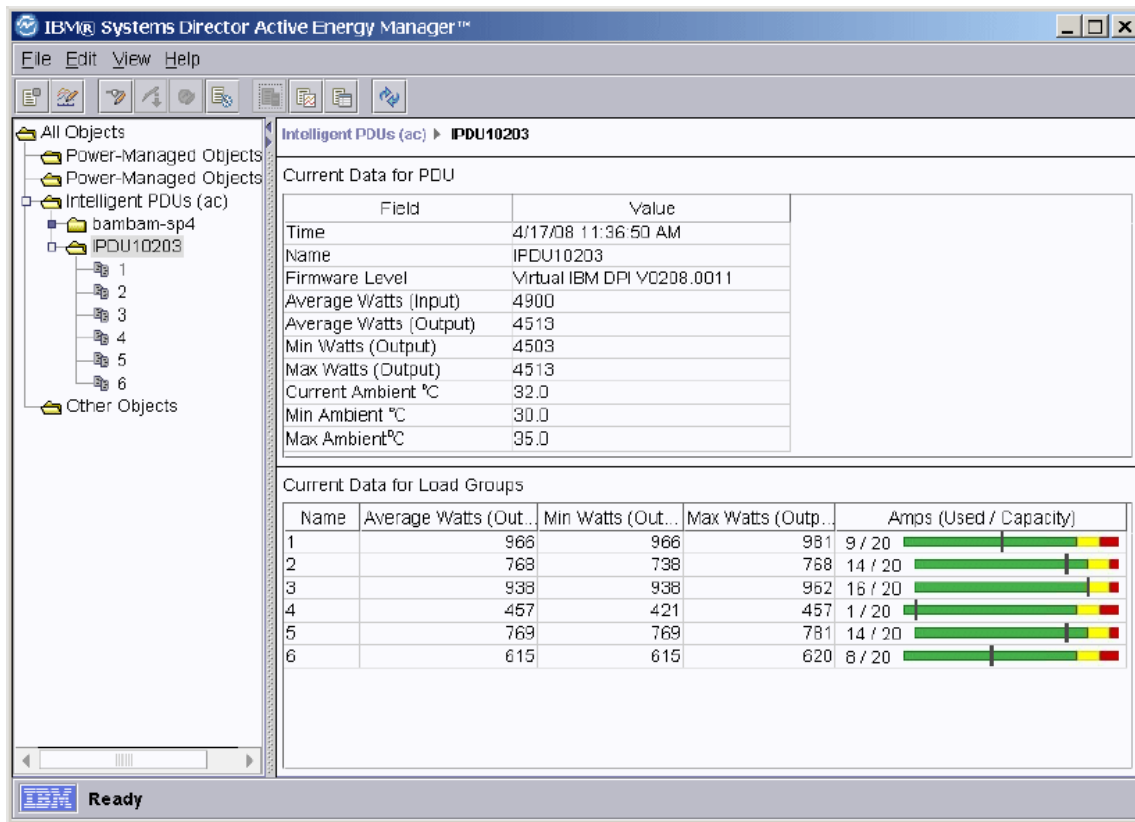 IBM® Systems Director Active Energy Manager™
File Edit View Help
All Objects
Power-Managed Objects
Power-Managed Objects
Intelligent PDUs (ac)
bambam-sp4
IPDU10203
1
2
3
4
5
6
Other Objects
Intelligent PDUs (ac) IPDU10203
Current Data for PDU
Field Value
Time 4/17/08 11:36:50 AM
Name IPDU10203
Firmware Level Virtual IBM DPI V0208.0011
Average Watts (Input) 4900
Average Watts (Output) 4513
Min Watts (Output) 4503
Max Watts (Output) 4513
Current Ambient °C 32.0
Min Ambient °C 30.0
Max Ambient°C 35.0
Current Data for Load Groups
Name Average Watts (Out... Min Watts (Out... Max Watts (Outp... Amps (Used / Capacity)
1 966 966 981 9 / 20
2 768 738 768 14 / 20
3 938 938 962 16 / 20
4 457 421 457 1 / 20
5 769 769 781 14 / 20
6 615 615 620 8 / 20
IBM Ready